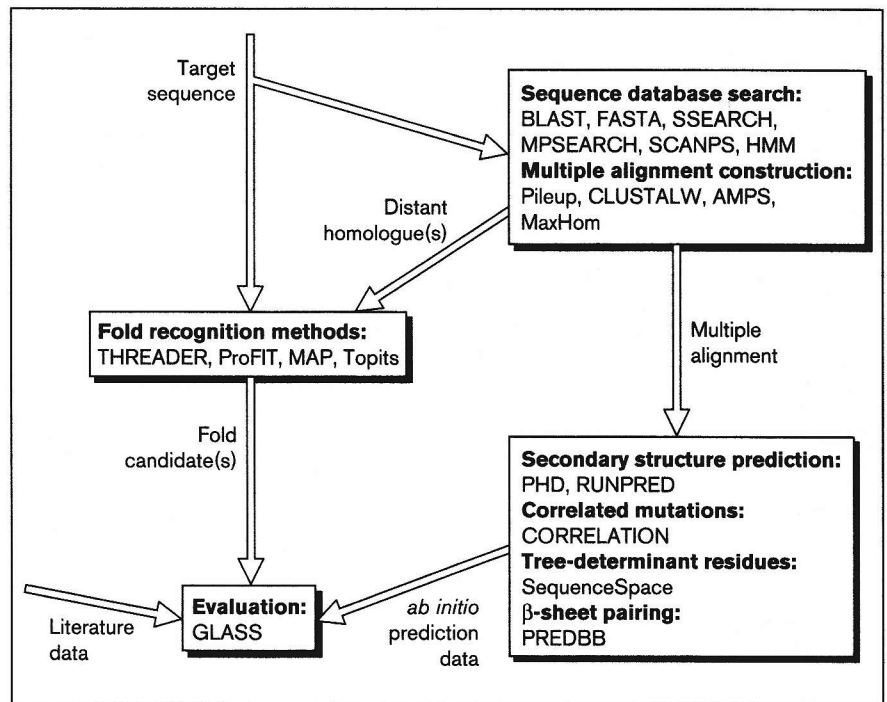 Target
sequence
Sequence database search:
BLAST, FASTA, SSEARCH,
MPSEARCH, SCANPS, HMM
Multiple alignment construction:
Pileup, CLUSTALW, AMPS,
MaxHom
Distant
homologue(s)
Fold recognition methods:
THREADER, ProFIT, MAP, Topits
Multiple
alignment
Fold
candidate(s)
Secondary structure prediction:
PHD, RUNPRED
Correlated mutations:
CORRELATION
Tree-determinant residues:
SequenceSpace
β-sheet pairing:
PREDBB
Evaluation:
GLASS
Literature
data
ab initio
prediction
data